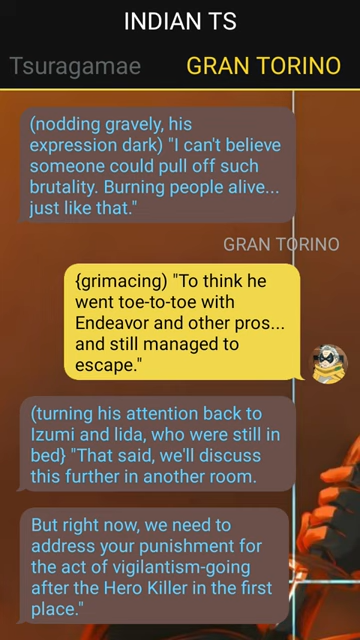 INDIAN TS
Tsuragamae GRAN TORINO
(nodding gravely, his
expression dark) "I can't believe
someone could pull off such
brutality. Burning people alive...
just like that."
GRAN TORINO
{grimacing) "To think he
went toe-to-toe with
Endeavor and other pros...
and still managed to
escape."
(turning his attention back to
Izumi and Iida, who were still in
bed} "That said, we'll discuss
this further in another room.
But right now, we need to
address your punishment for
the act of vigilantism-going
after the Hero Killer in the first
place."